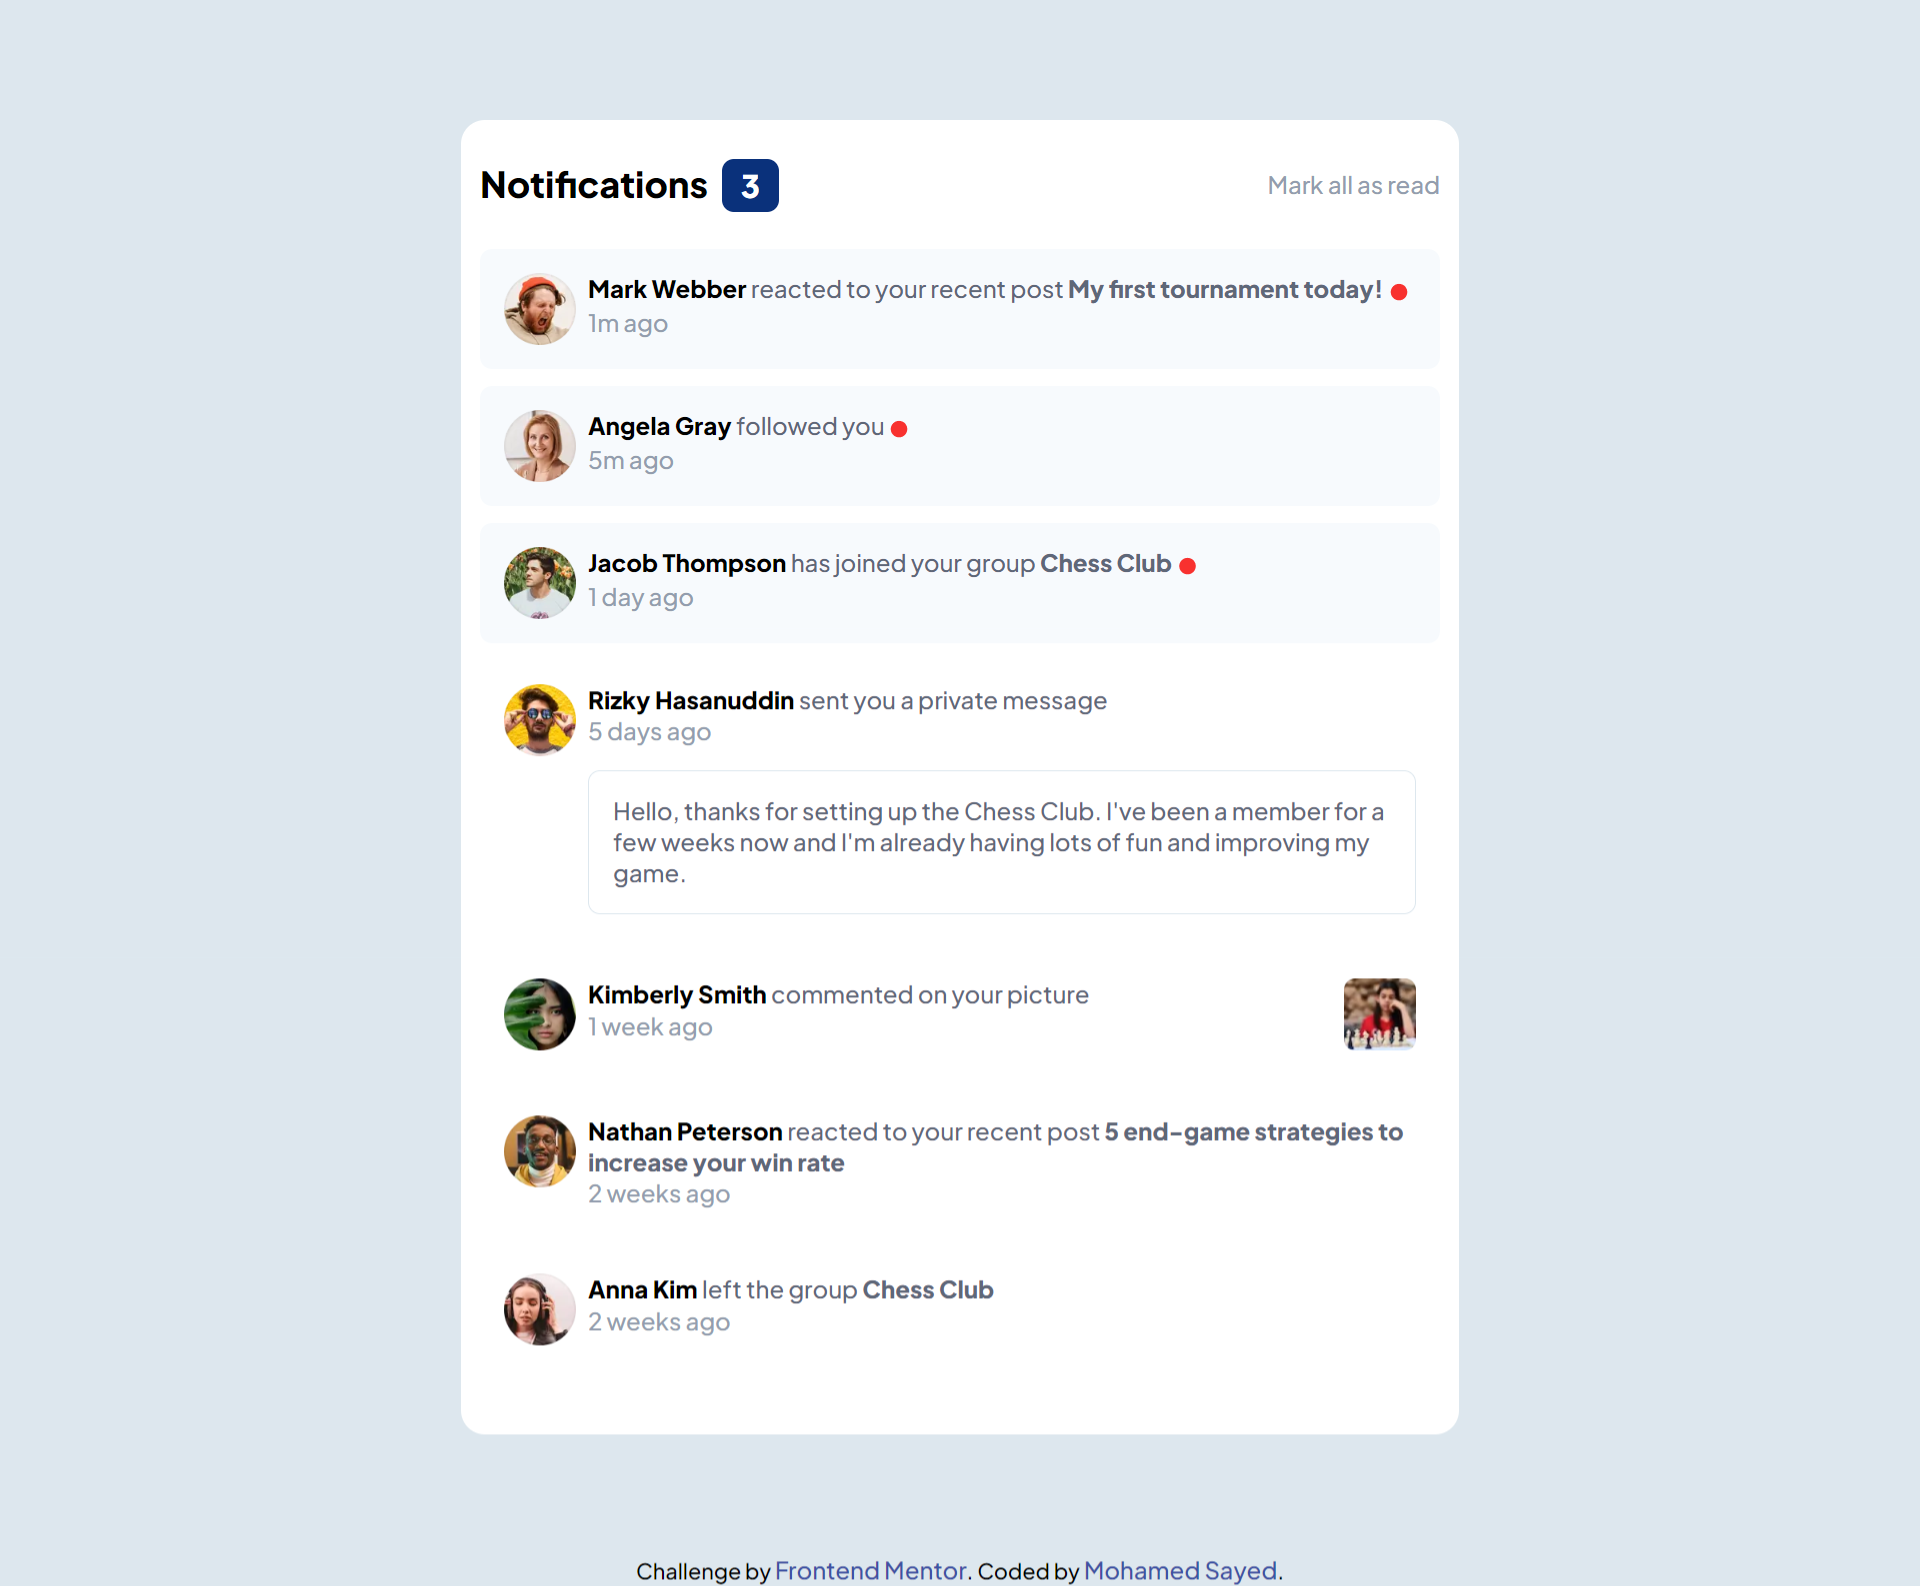 Notifications 3 Mark all as read
Mark Webber reacted to your recent post My first tournament today!
1m ago
Angela Gray followed you
5m ago
Jacob Thompson has joined your group Chess Club
1 day ago
Rizky Hasanuddin sent you a private message
5 days ago
Hello, thanks for setting up the Chess Club. I've been a member for a
few weeks now and I'm already having lots of fun and improving my
game.
Kimberly Smith commented on your picture
1 week ago
Nathan Peterson reacted to your recent post 5 end-game strategies to
increase your win rate
2 weeks ago
Anna Kim left the group Chess Club
2 weeks ago
Challenge by Frontend Mentor. Coded by Mohamed Sayed.